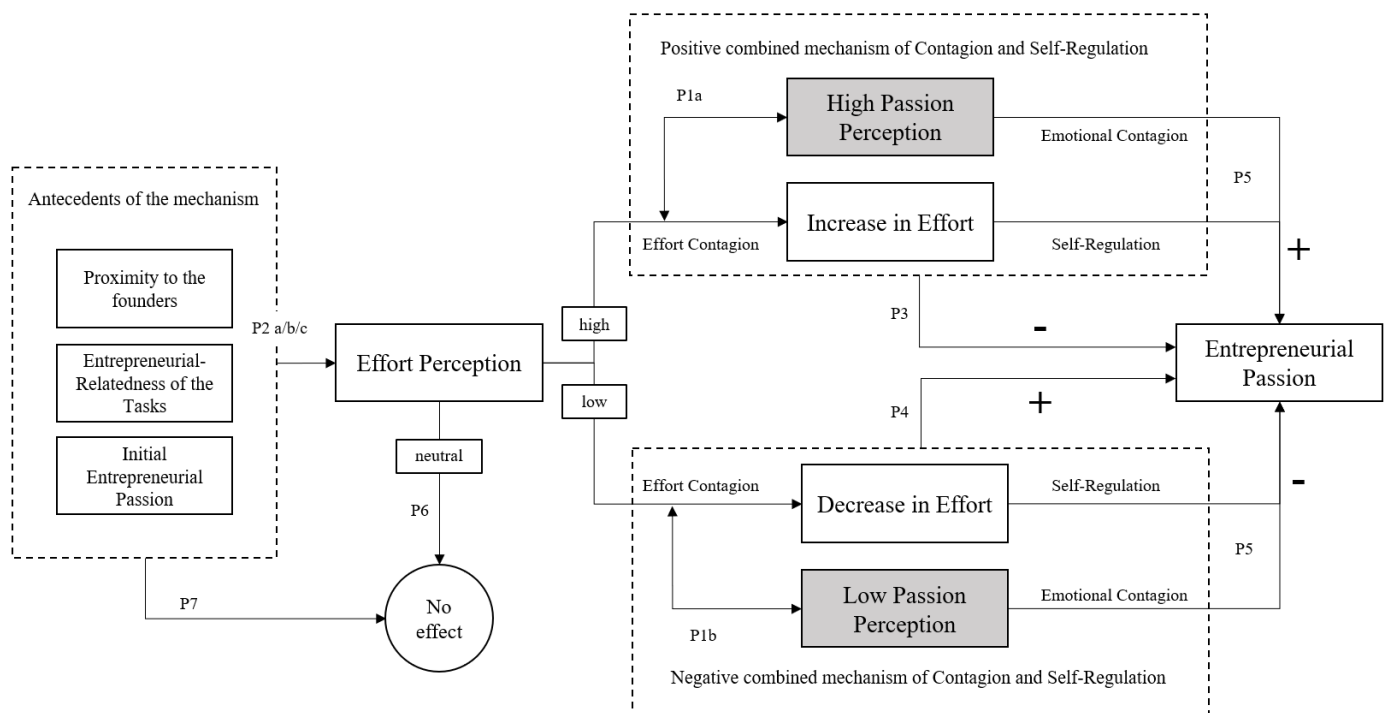 Positive combined mechanism of Contagion and Self-Regulation
P1a
High Passion
Perception
Emotional Contagion
P5
Antecedents of the mechanism
Increase in Effort
Effort Contagion
Self-Regulation
+
Proximity to the
founders
P2 a/b/c
high
P3
-
Effort Perception
Entrepreneurial
Passion
Entrepreneurial-
Relatedness of the
Tasks
low
P4
+
Initial
Entrepreneurial
Passion
neutral
Effort Contagion
Decrease in Effort
Self-Regulation
-
P6
P5
P7
No
effect
Low Passion
Perception
Emotional Contagion
P1b
Negative combined mechanism of Contagion and Self-Regulation